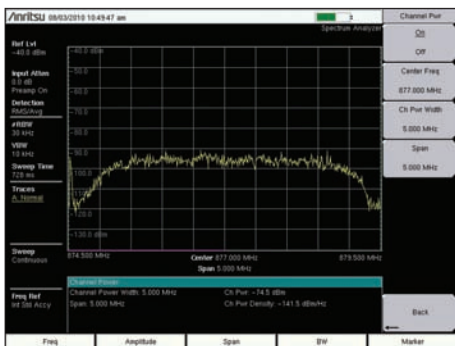 Anritsu 08/03/2010 10:49:47 am
Spectrum Analyzer
Ref Lvl
-40.0 dBm
Input Atten
0.0 dB
Preamp On
Detection
RMS/Avg
#RBW
30 kHz
VBW
10 kHz
Sweep Time
728 ms
Traces
A: Normal
Sweep
Continuous
Freq Ref
Int Std Accy
-40.0 dBm
-50.0
-60.0
-70.0
-80.0
-90.0
-100.0
-110.0
-120.0
-130.0 dBm
874.500 MHz
Center 877.000 MHz
879.500 MHz
Span 5.000 MHz
Channel Power
Channel Power Width: 5.000 MHz
Ch Pwr: -74.5 dBm
Span: 5.000 MHz
Ch Pwr Density: -141.5 dBm/Hz
Channel Pwr
On
Off
Center Freq
877.000 MHz
Ch Pwr Width
5.000 MHz
Span
5.000 MHz
Back
Freq
Amplitude
Span
BW
Marker